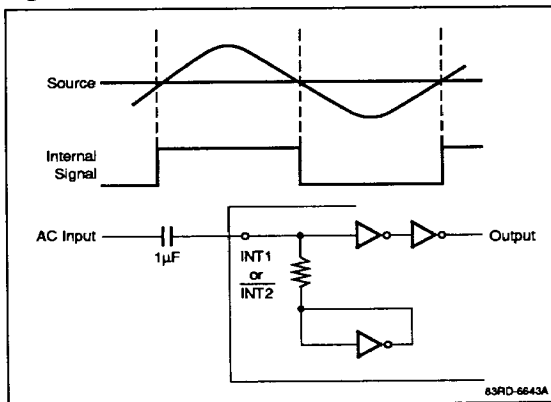 Source
Internal
Signal
AC Input
1µF
INT1
or
INT2
Output
83RD-6643A